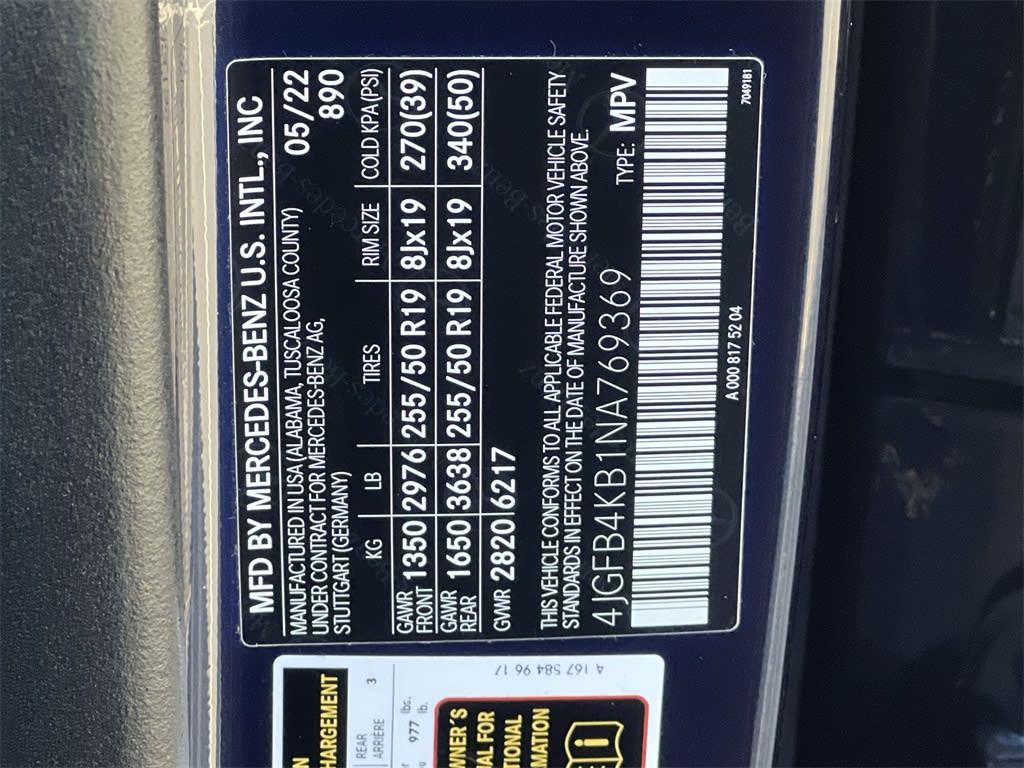 MFD BY MERCEDES-BENZ U.S. INTL., INC
MANUFACTURED IN USA (ALABAMA, TUSCALOOSA COUNTY) 05/22
UNDER CONTRACT FOR MERCEDES-BENZ AG, 890
STUTTGART (GERMANY)
KG LB TIRES RIM SIZE COLD KPA(PSI)
GAWR FRONT 1350 2976 255/50 R19 8Jx19 270(39)
GAWR REAR 1650 3638 255/50 R19 8Jx19 340(50)
GVWR 2820 6217
THIS VEHICLE CONFORMS TO ALL APPLICABLE FEDERAL MOTOR VEHICLE SAFETY
STANDARDS IN EFFECT ON THE DATE OF MANUFACTURE SHOWN ABOVE.
4JGFB4KB1NA769369 TYPE: MPV
A 000 817 52 04 7049181
HARGEMENT
REAR
ARRIÈRE 3
977 lbs.
lb.
A 167 584 96 17